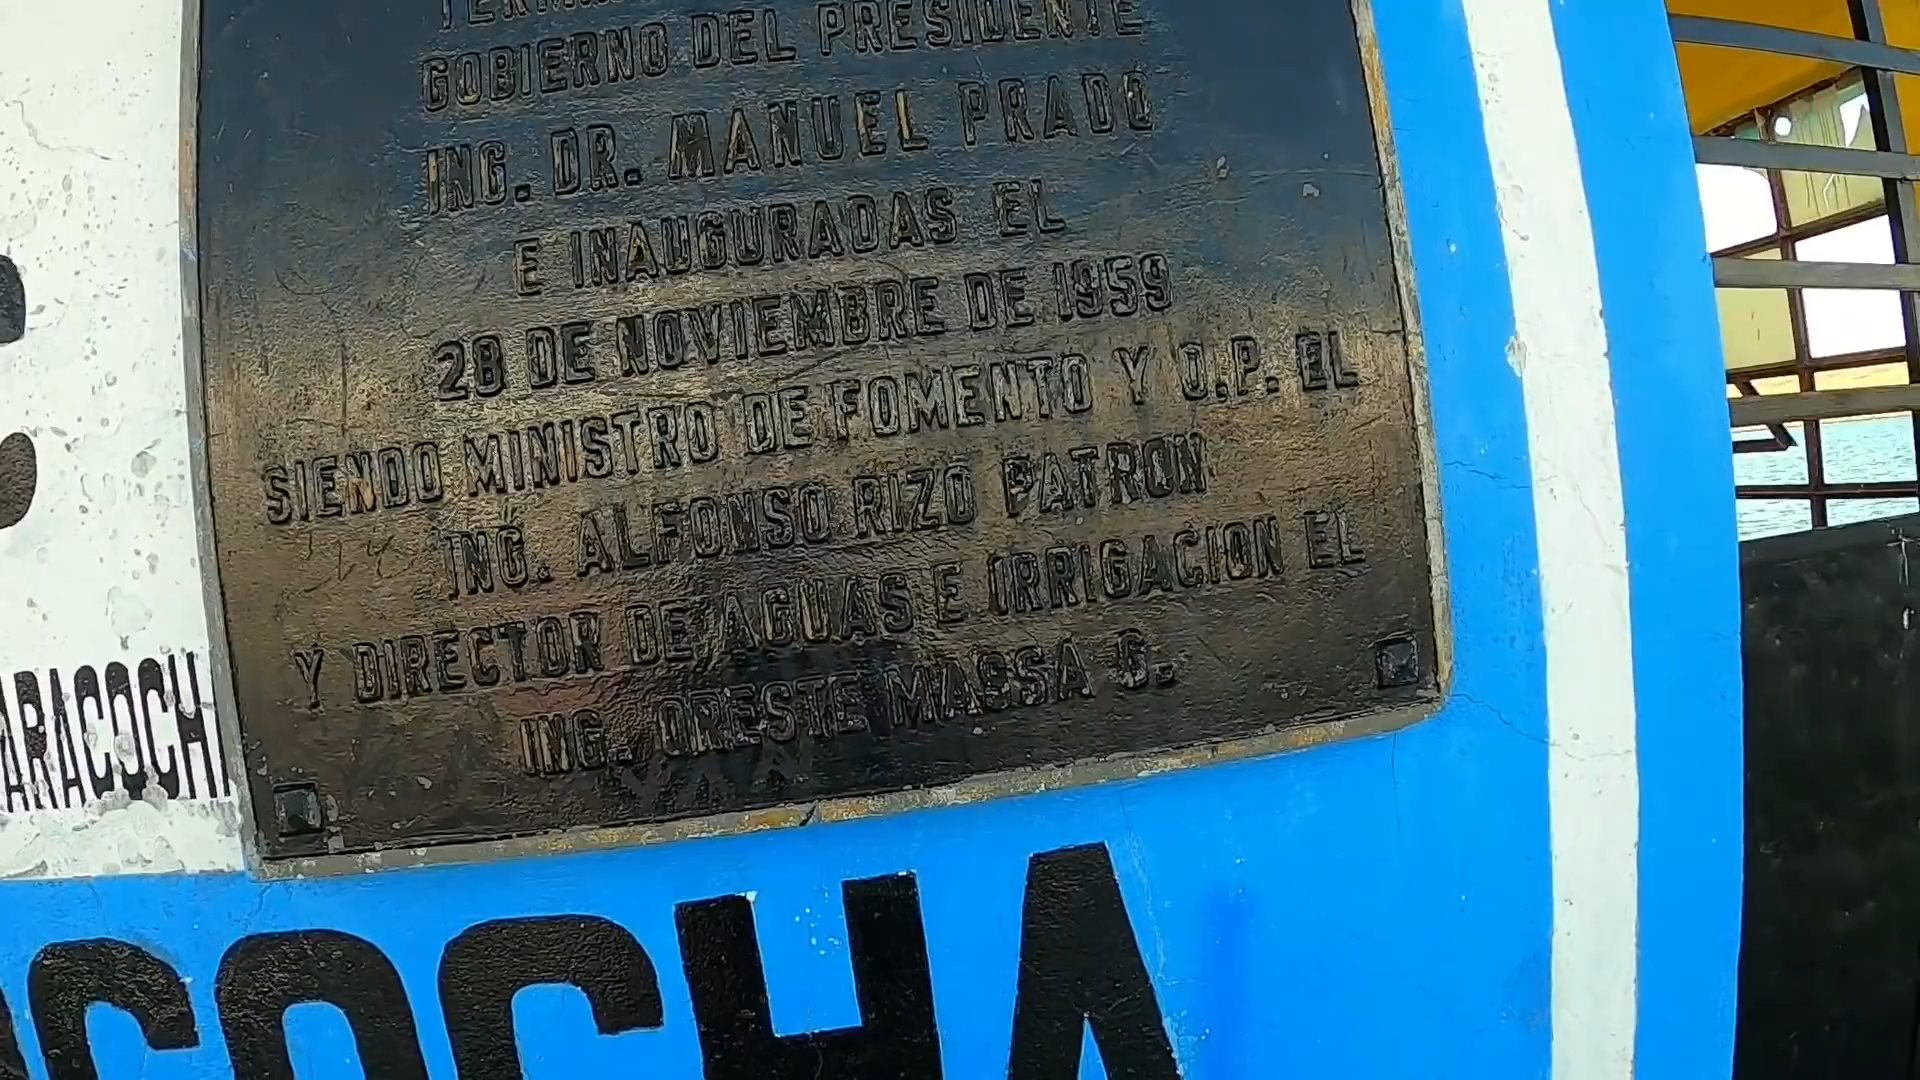 GOBIERNO DEL PRESIDENTE
ING. DR. MANUEL PRADO
E INAUGURADAS EL
28 DE NOVIEMBRE DE 1959
SIENDO MINISTRO DE FOMENTO Y O.P. EL
ING. ALFONSO RIZO PATRON
Y DIRECTOR DE AGUAS E IRRIGACION EL
ING. ORESTE MASSA G.
ARACOCHA
COCHA